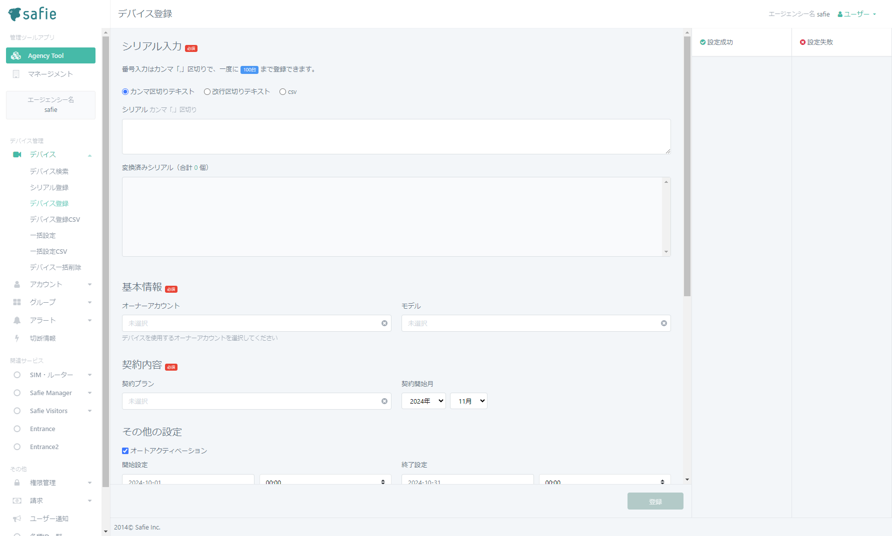 safie
デバイス登録
エージェンシー名 safie
ユーザー
管理ツールアプリ
Agency Tool
マネージメント
エージェンシー名
safie
デバイス管理
デバイス
デバイス検索
シリアル登録
デバイス登録
デバイス登録CSV
一括設定
一括設定CSV
デバイス一括削除
アカウント
グループ
アラート
切断情報
関連サービス
SIM・ルーター
Safie Manager
Safie Visitors
Entrance
Entrance2
その他
権限管理
請求
ユーザー通知
シリアル入力 必須
番号入力はカンマ「,」区切りで、一度に 100台 まで登録できます。
カンマ区切りテキスト 改行区切りテキスト csv
シリアル カンマ「,」区切り
変換済みシリアル（合計 0 個）
基本情報 必須
オーナーアカウント モデル
未選択 未選択
デバイスを使用するオーナーアカウントを選択してください
契約内容 必須
契約プラン 契約開始月
未選択 2024年 11月
その他の設定
オートアクティベーション
開始設定 終了設定
2024-10-01 00:00 2024-10-31 00:00
登録
設定成功 設定失敗
2014© Safie Inc.